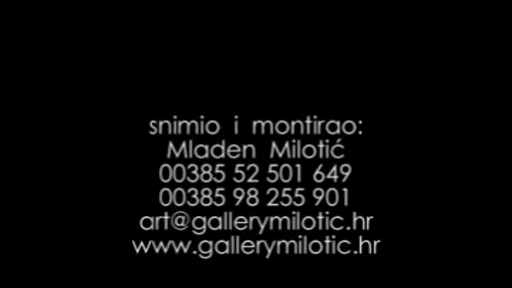 snimio i montirao:
Mladen Milotić
00385 52 501 649
00385 98 255 901
art@gallerymilotic.hr
www.gallerymilotic.hr